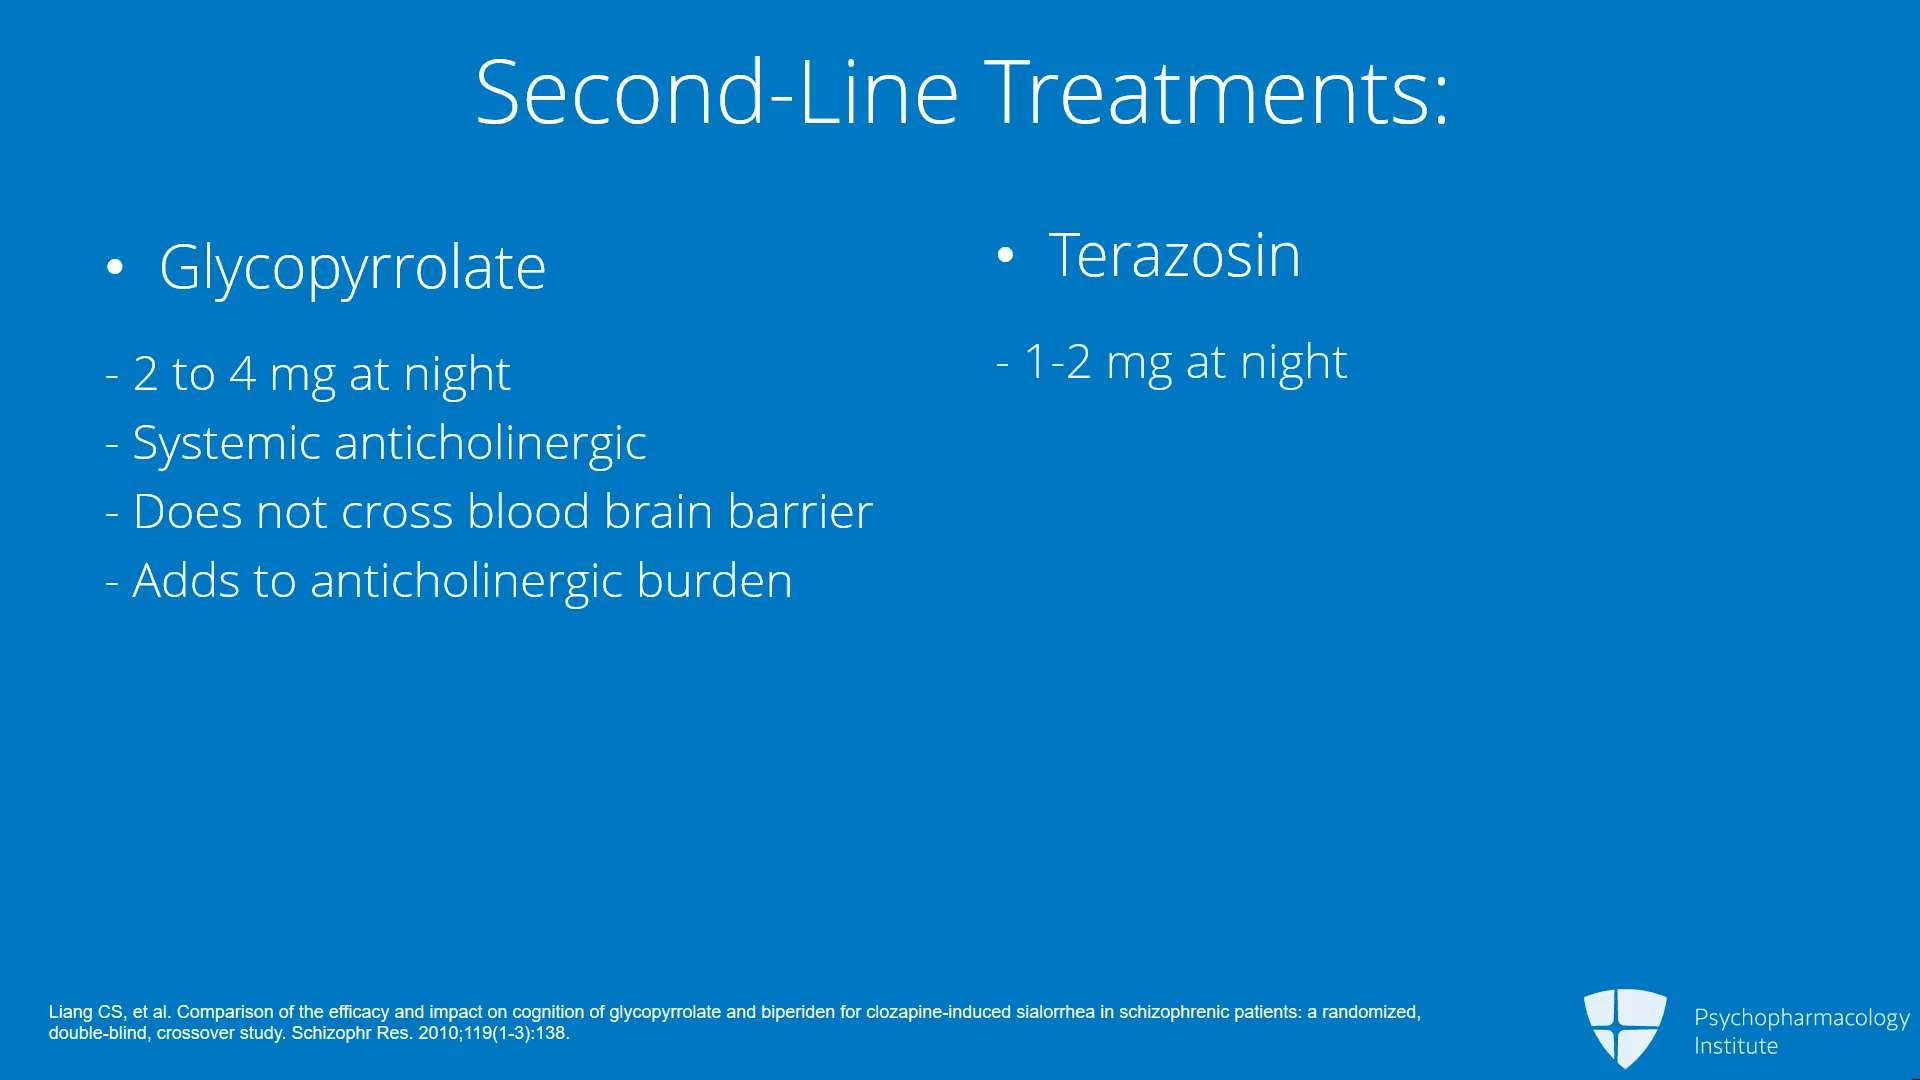 Second-Line Treatments:
• Glycopyrrolate
- 2 to 4 mg at night
- Systemic anticholinergic
- Does not cross blood brain barrier
- Adds to anticholinergic burden
• Terazosin
- 1-2 mg at night
Liang CS, et al. Comparison of the efficacy and impact on cognition of glycopyrrolate and biperiden for clozapine-induced sialorrhea in schizophrenic patients: a randomized,
double-blind, crossover study. Schizophr Res. 2010;119(1-3):138.
Psychopharmacology
Institute